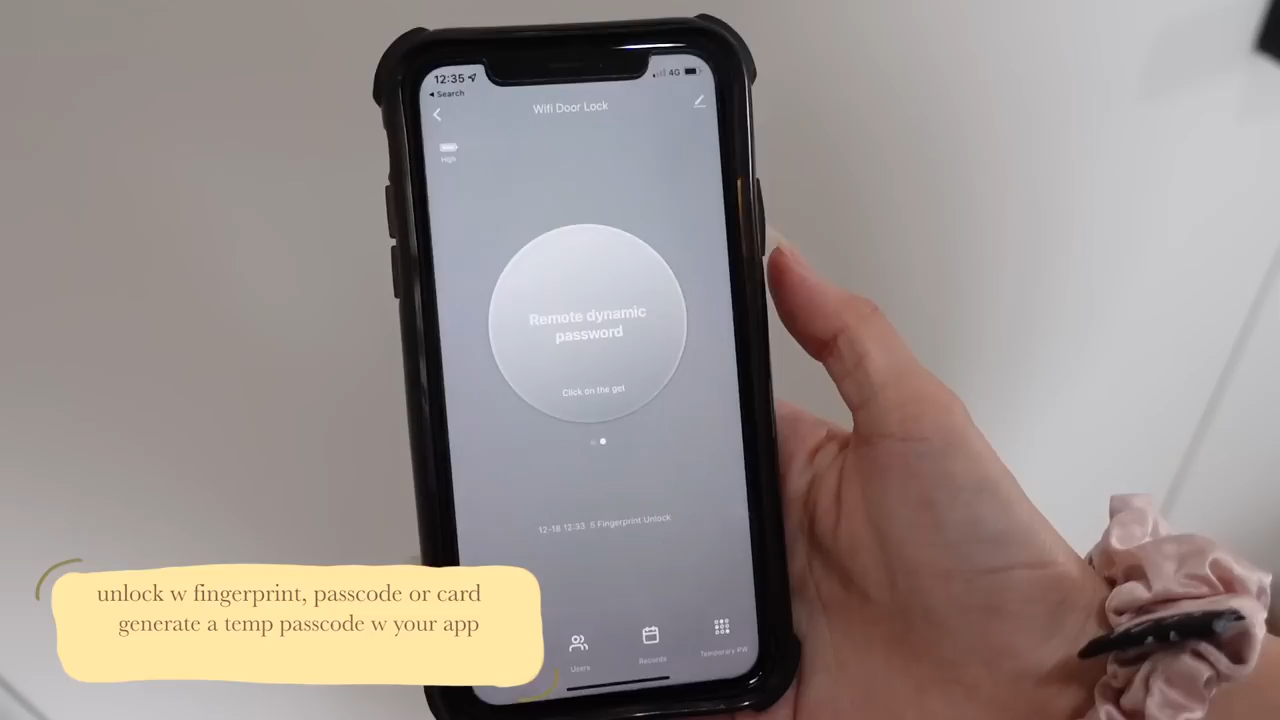 12:35
4G
◂ Search
Wifi Door Lock
High
Remote dynamic
password
Click on the get
12-18 12:33 5 Fingerprint Unlock
unlock w fingerprint, passcode or card
generate a temp passcode w your app
Users
Records
Temporary PW